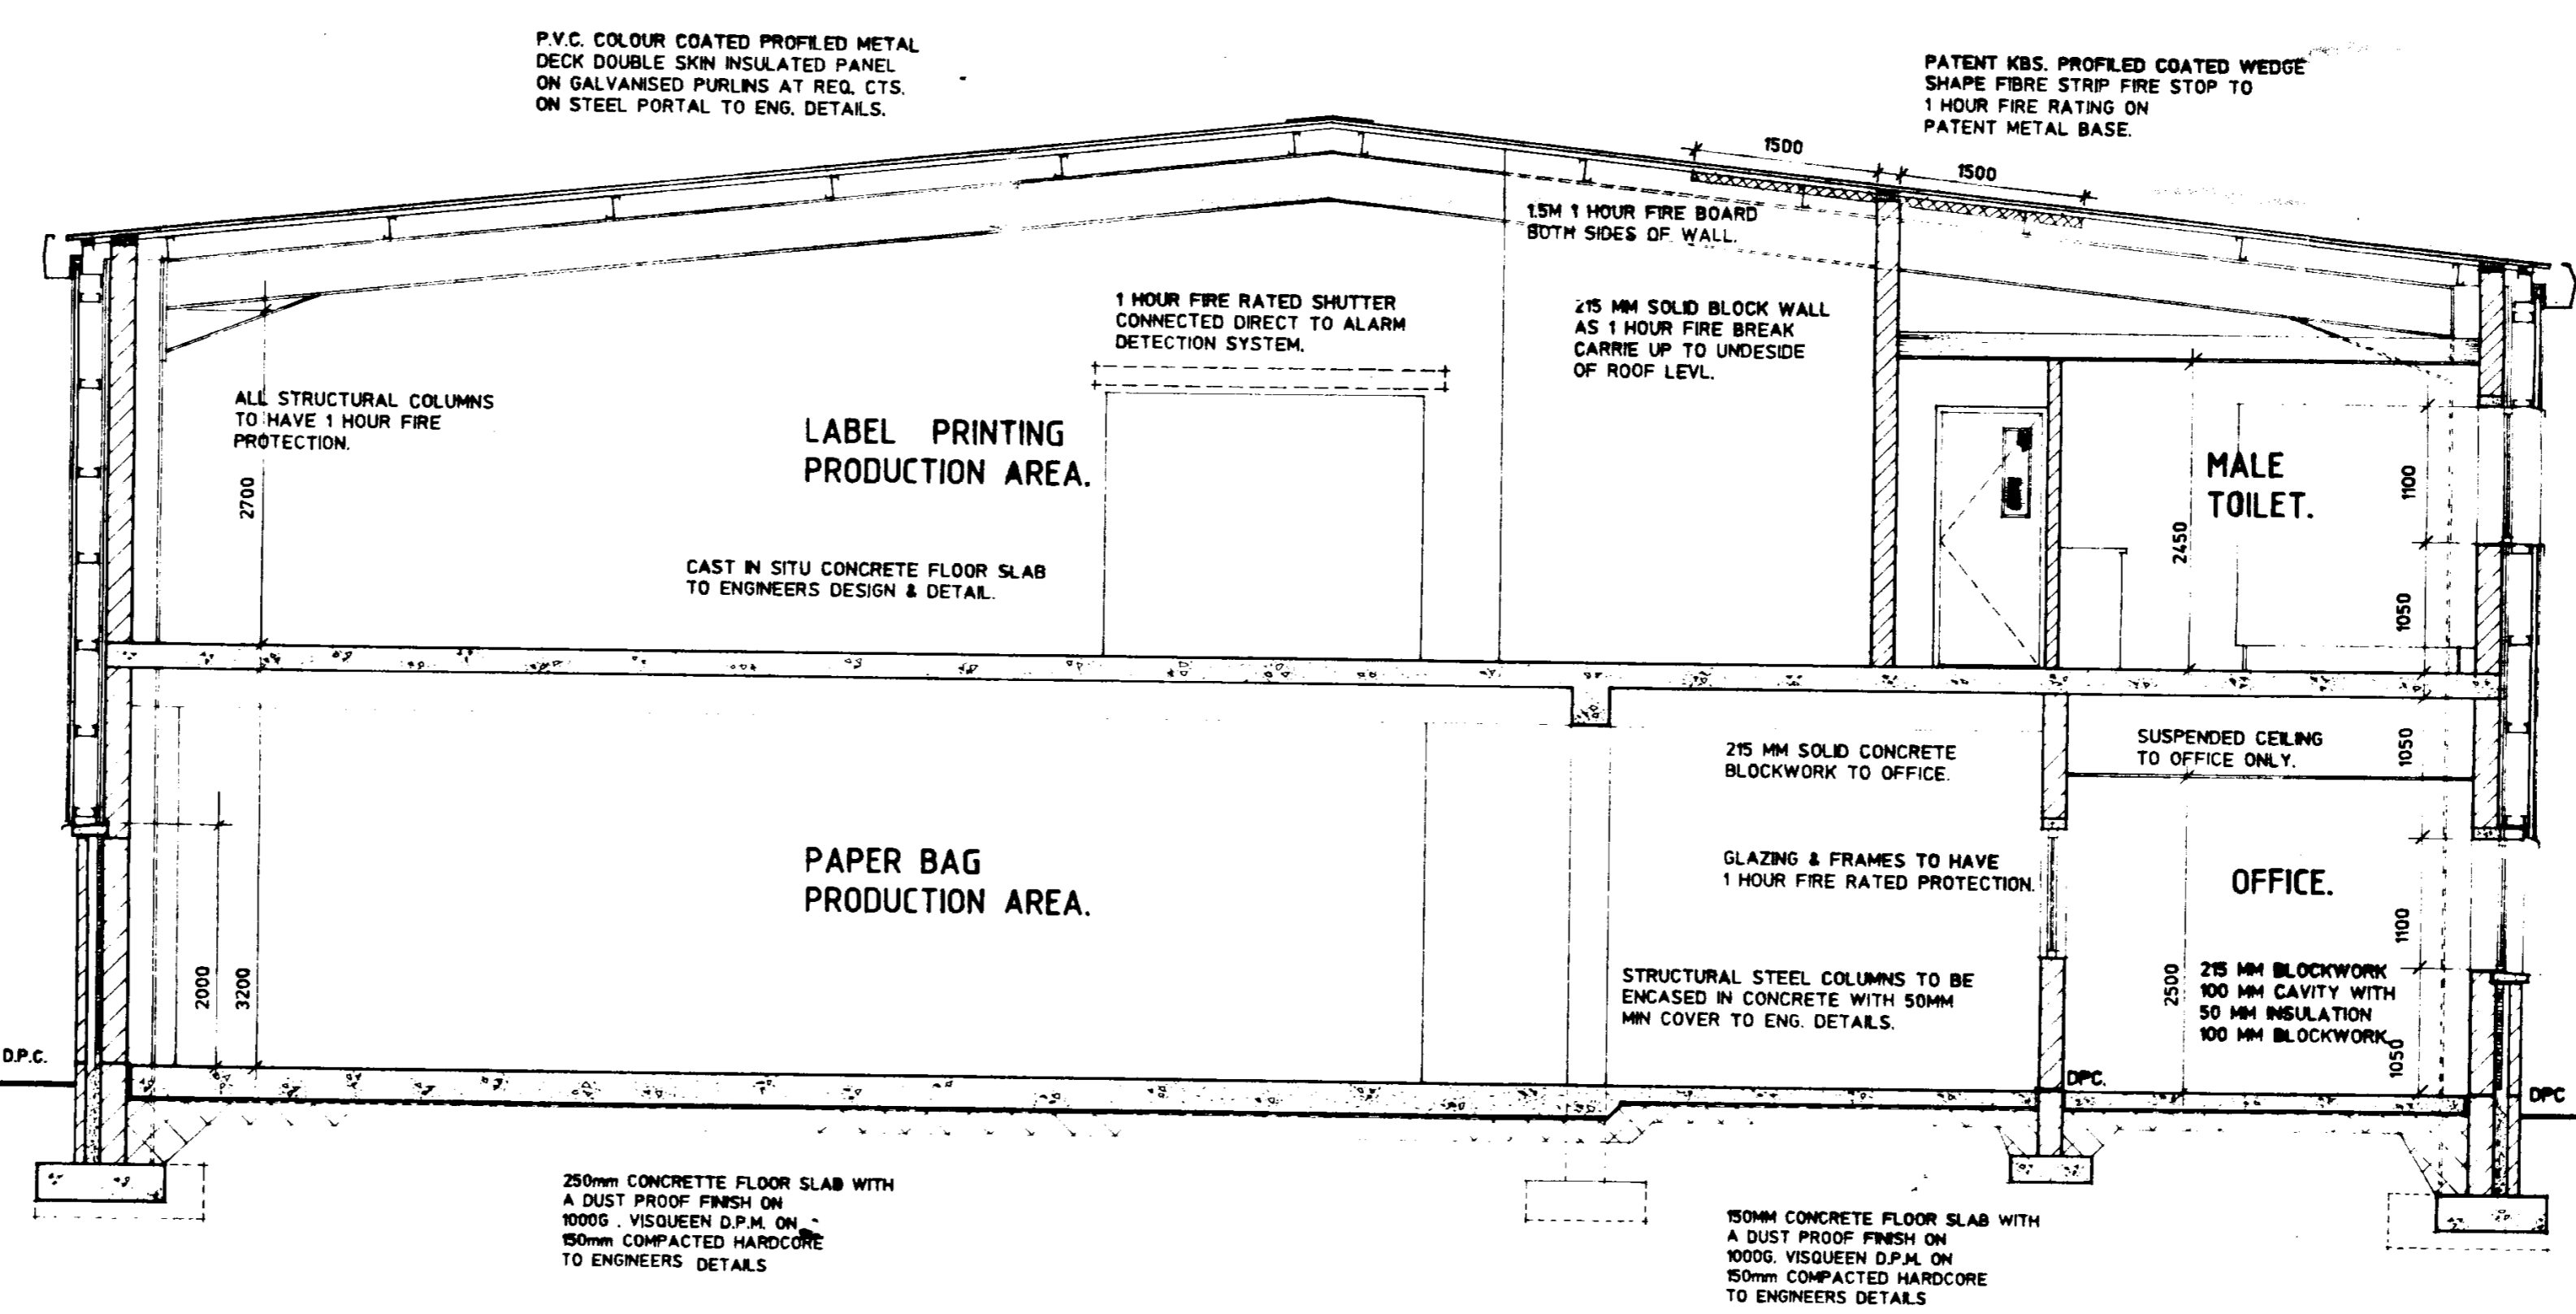 P.V.C. COLOUR COATED PROFILED METAL
DECK DOUBLE SKIN INSULATED PANEL
ON GALVANISED PURLINS AT REQ. CTS.
ON STEEL PORTAL TO ENG. DETAILS.
PATENT KBS. PROFILED COATED WEDGE
SHAPE FIBRE STRIP FIRE STOP TO
1 HOUR FIRE RATING ON
PATENT METAL BASE.
1500
1500
1.5M 1 HOUR FIRE BOARD
BOTH SIDES OF WALL.
1 HOUR FIRE RATED SHUTTER
CONNECTED DIRECT TO ALARM
DETECTION SYSTEM.
215 MM SOLID BLOCK WALL
AS 1 HOUR FIRE BREAK
CARRIE UP TO UNDESIDE
OF ROOF LEVL.
ALL STRUCTURAL COLUMNS
TO HAVE 1 HOUR FIRE
PROTECTION.
2700
LABEL PRINTING
PRODUCTION AREA.
CAST IN SITU CONCRETE FLOOR SLAB
TO ENGINEERS DESIGN & DETAIL.
MALE
TOILET.
2450
1100
1050
215 MM SOLID CONCRETE
BLOCKWORK TO OFFICE.
SUSPENDED CEILING
TO OFFICE ONLY.
1050
PAPER BAG
PRODUCTION AREA.
GLAZING & FRAMES TO HAVE
1 HOUR FIRE RATED PROTECTION.
OFFICE.
1100
2000
3200
STRUCTURAL STEEL COLUMNS TO BE
ENCASED IN CONCRETE WITH 50MM
MIN COVER TO ENG. DETAILS.
2500
215 MM BLOCKWORK
100 MM CAVITY WITH
50 MM INSULATION
100 MM BLOCKWORK
1050
D.P.C.
DPC.
DPC
250mm CONCRETTE FLOOR SLAB WITH
A DUST PROOF FINISH ON
1000G . VISQUEEN D.P.M. ON
150mm COMPACTED HARDCORE
TO ENGINEERS DETAILS
150MM CONCRETE FLOOR SLAB WITH
A DUST PROOF FINISH ON
1000G. VISQUEEN D.P.M. ON
150mm COMPACTED HARDCORE
TO ENGINEERS DETAILS